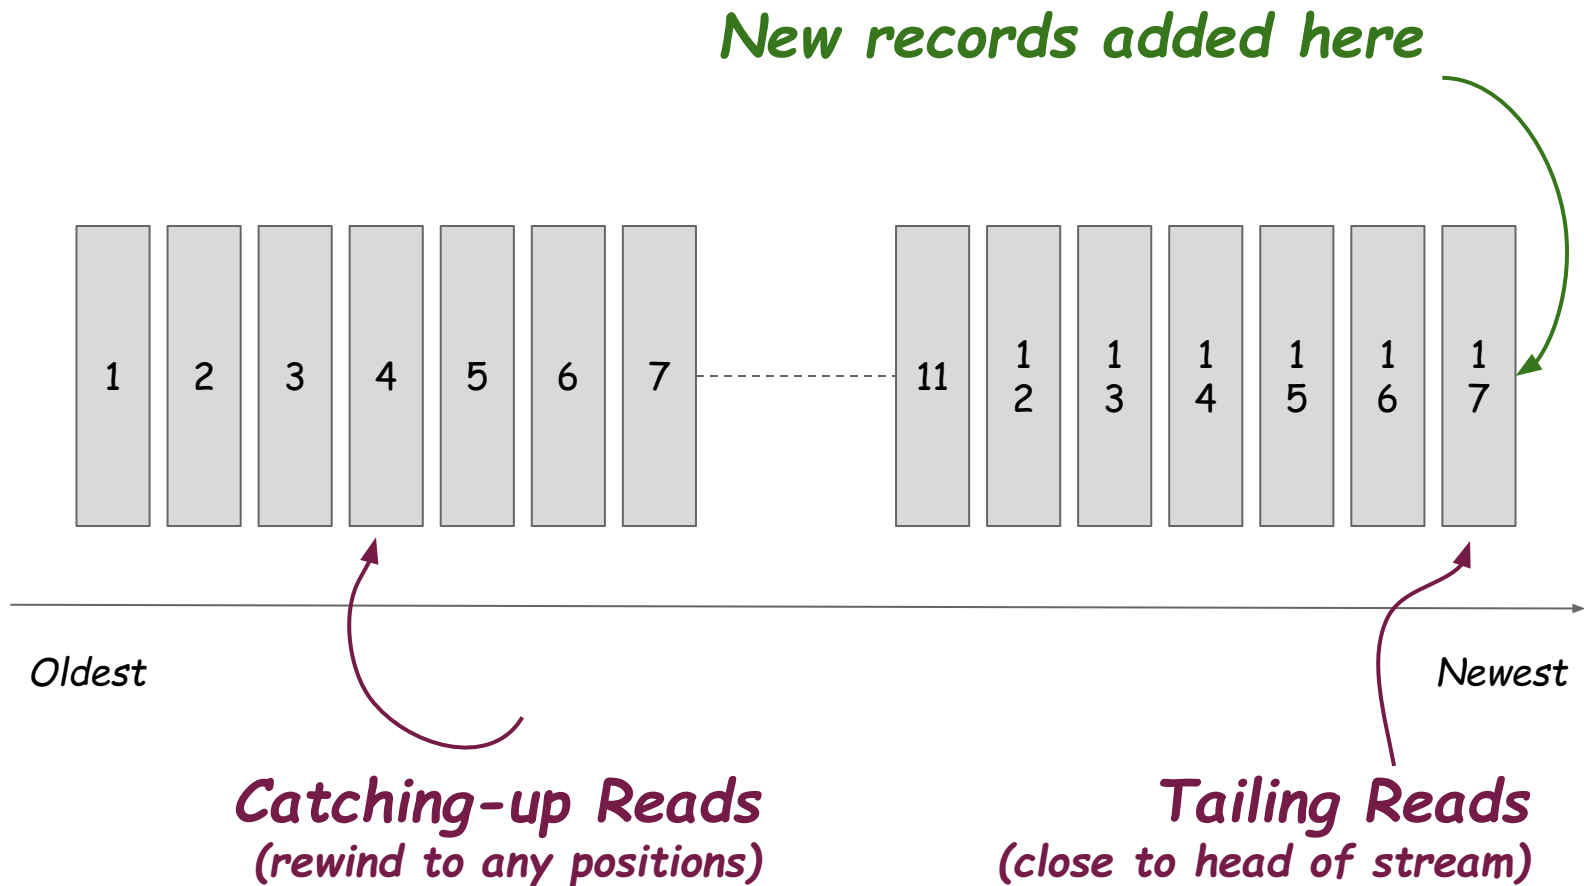 New records added here
1
2
3
4
5
6
7
11
1
2
1
3
1
4
1
5
1
6
1
7
Oldest
Newest
Catching-up Reads
(rewind to any positions)
Tailing Reads
(close to head of stream)